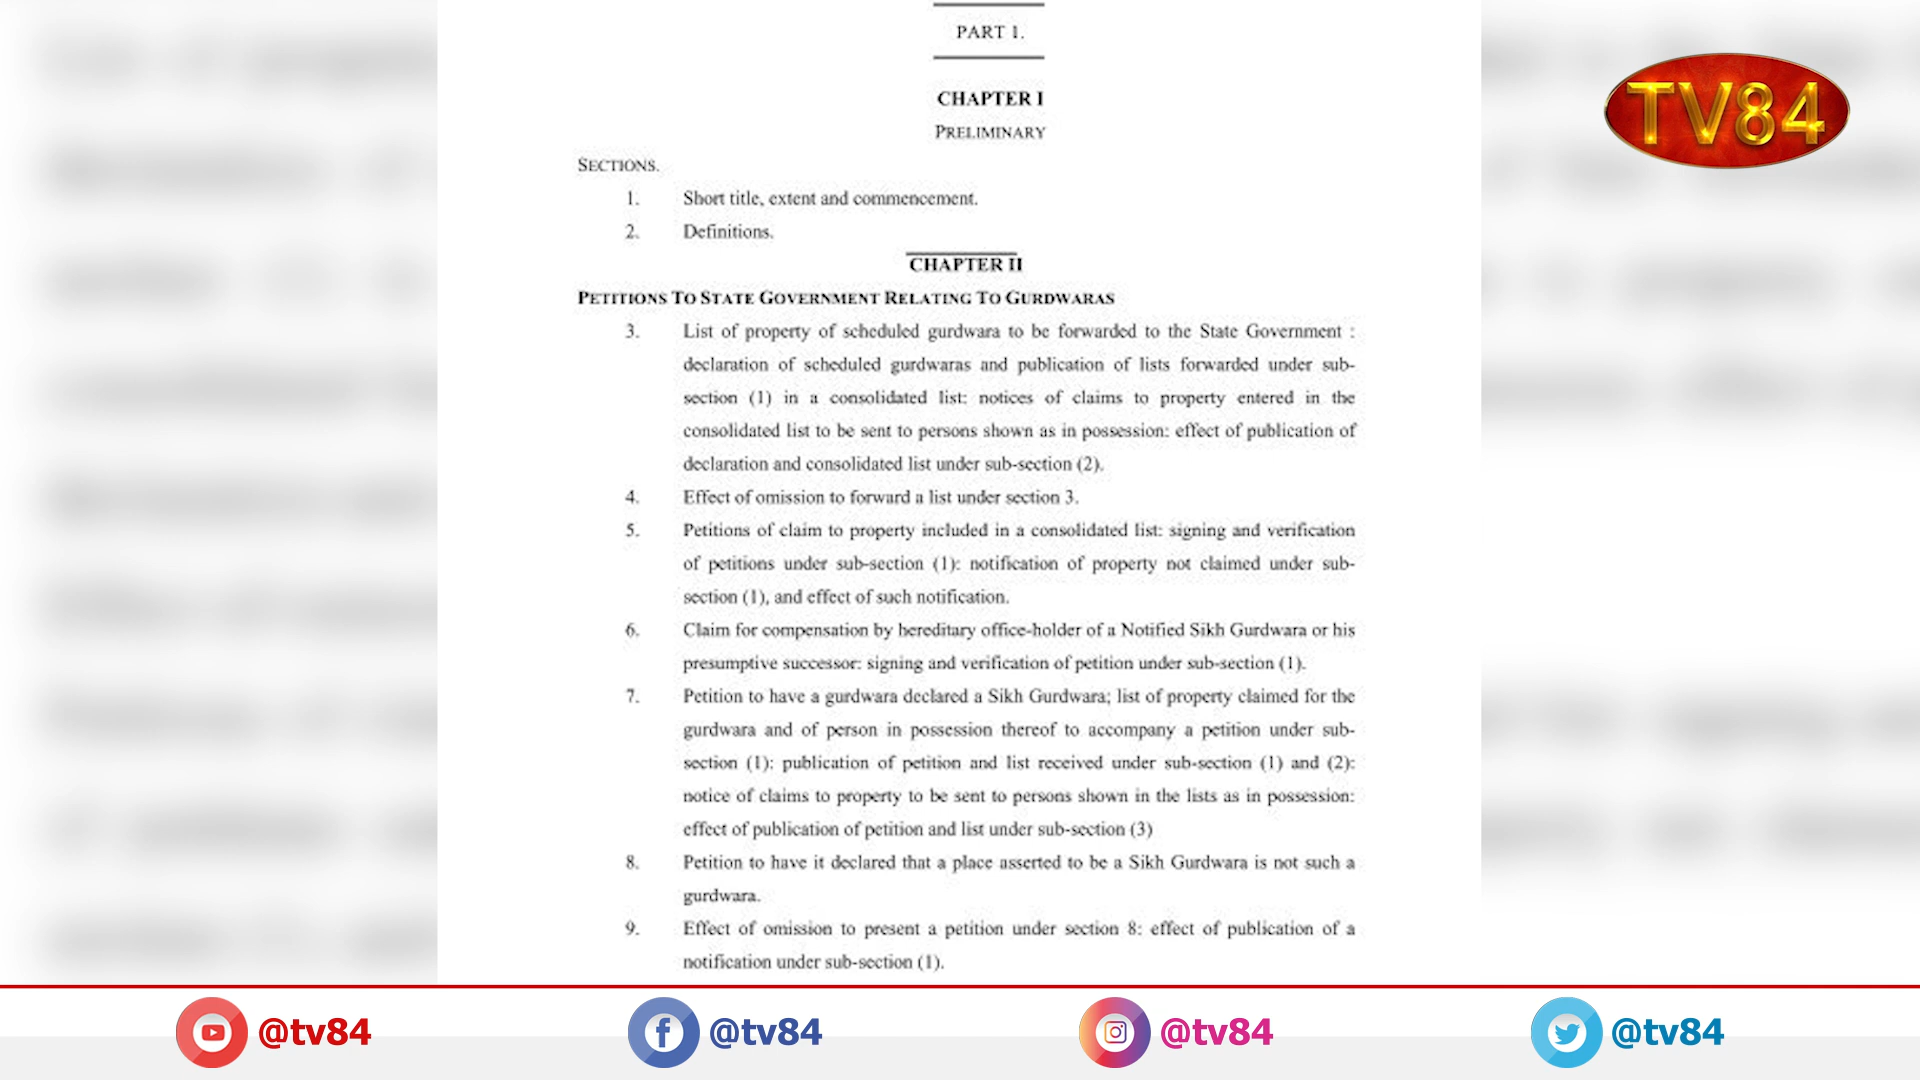 PART 1.
CHAPTER I
PRELIMINARY
SECTIONS.
1. Short title, extent and commencement.
2. Definitions.
CHAPTER II
PETITIONS TO STATE GOVERNMENT RELATING TO GURDWARAS
3. List of property of scheduled gurdwara to be forwarded to the State Government :
declaration of scheduled gurdwaras and publication of lists forwarded under sub-
section (1) in a consolidated list: notices of claims to property entered in the
consolidated list to be sent to persons shown as in possession: effect of publication of
declaration and consolidated list under sub-section (2).
4. Effect of omission to forward a list under section 3.
5. Petitions of claim to property included in a consolidated list: signing and verification
of petitions under sub-section (1): notification of property not claimed under sub-
section (1), and effect of such notification.
6. Claim for compensation by hereditary office-holder of a Notified Sikh Gurdwara or his
presumptive successor: signing and verification of petition under sub-section (1).
7. Petition to have a gurdwara declared a Sikh Gurdwara; list of property claimed for the
gurdwara and of person in possession thereof to accompany a petition under sub-
section (1): publication of petition and list received under sub-section (1) and (2):
notice of claims to property to be sent to persons shown in the lists as in possession:
effect of publication of petition and list under sub-section (3)
8. Petition to have it declared that a place asserted to be a Sikh Gurdwara is not such a
gurdwara.
9. Effect of omission to present a petition under section 8: effect of publication of a
notification under sub-section (1).
TV84
@tv84
@tv84
@tv84
@tv84